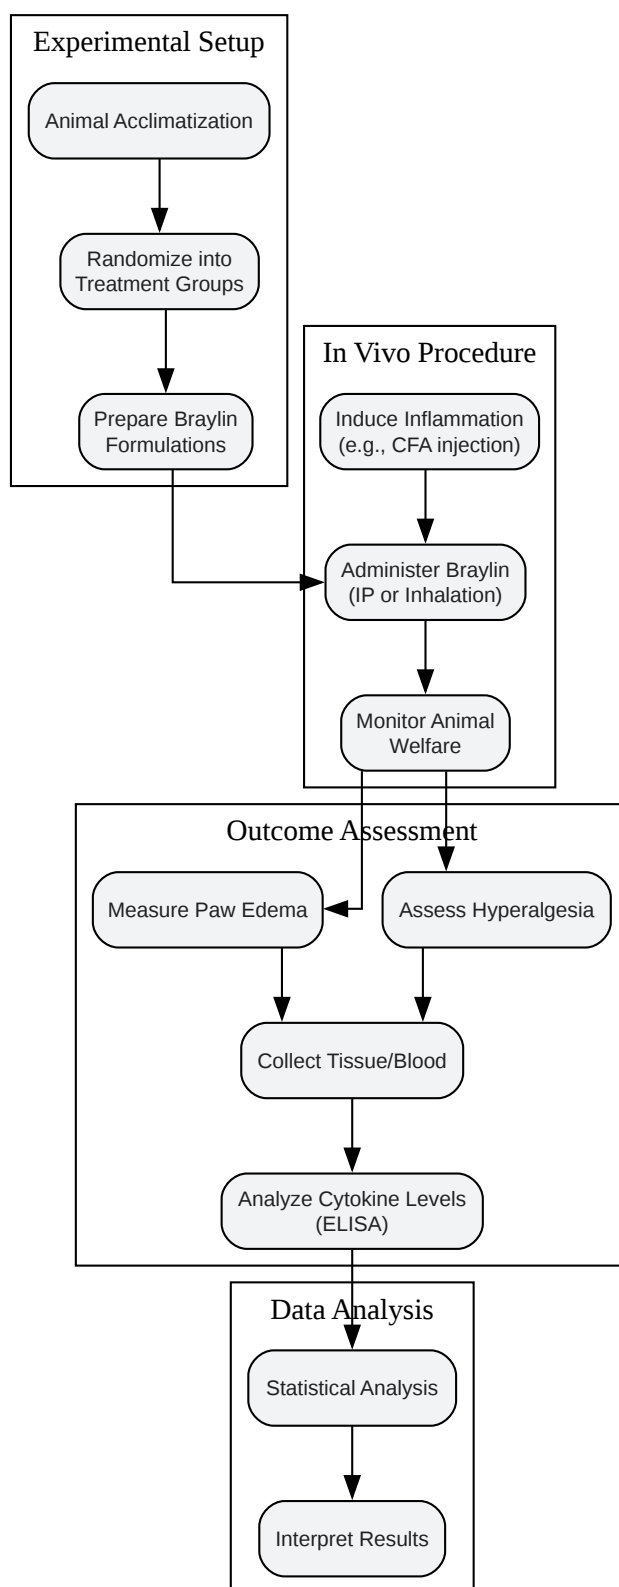 Experimental Setup
Animal Acclimatization
Randomize into
Treatment Groups
Prepare Braylin
Formulations
In Vivo Procedure
Induce Inflammation
(e.g., CFA injection)
Administer Braylin
(IP or Inhalation)
Monitor Animal
Welfare
Outcome Assessment
Measure Paw Edema
Assess Hyperalgesia
Collect Tissue/Blood
Analyze Cytokine Levels
(ELISA)
Data Analysis
Statistical Analysis
Interpret Results